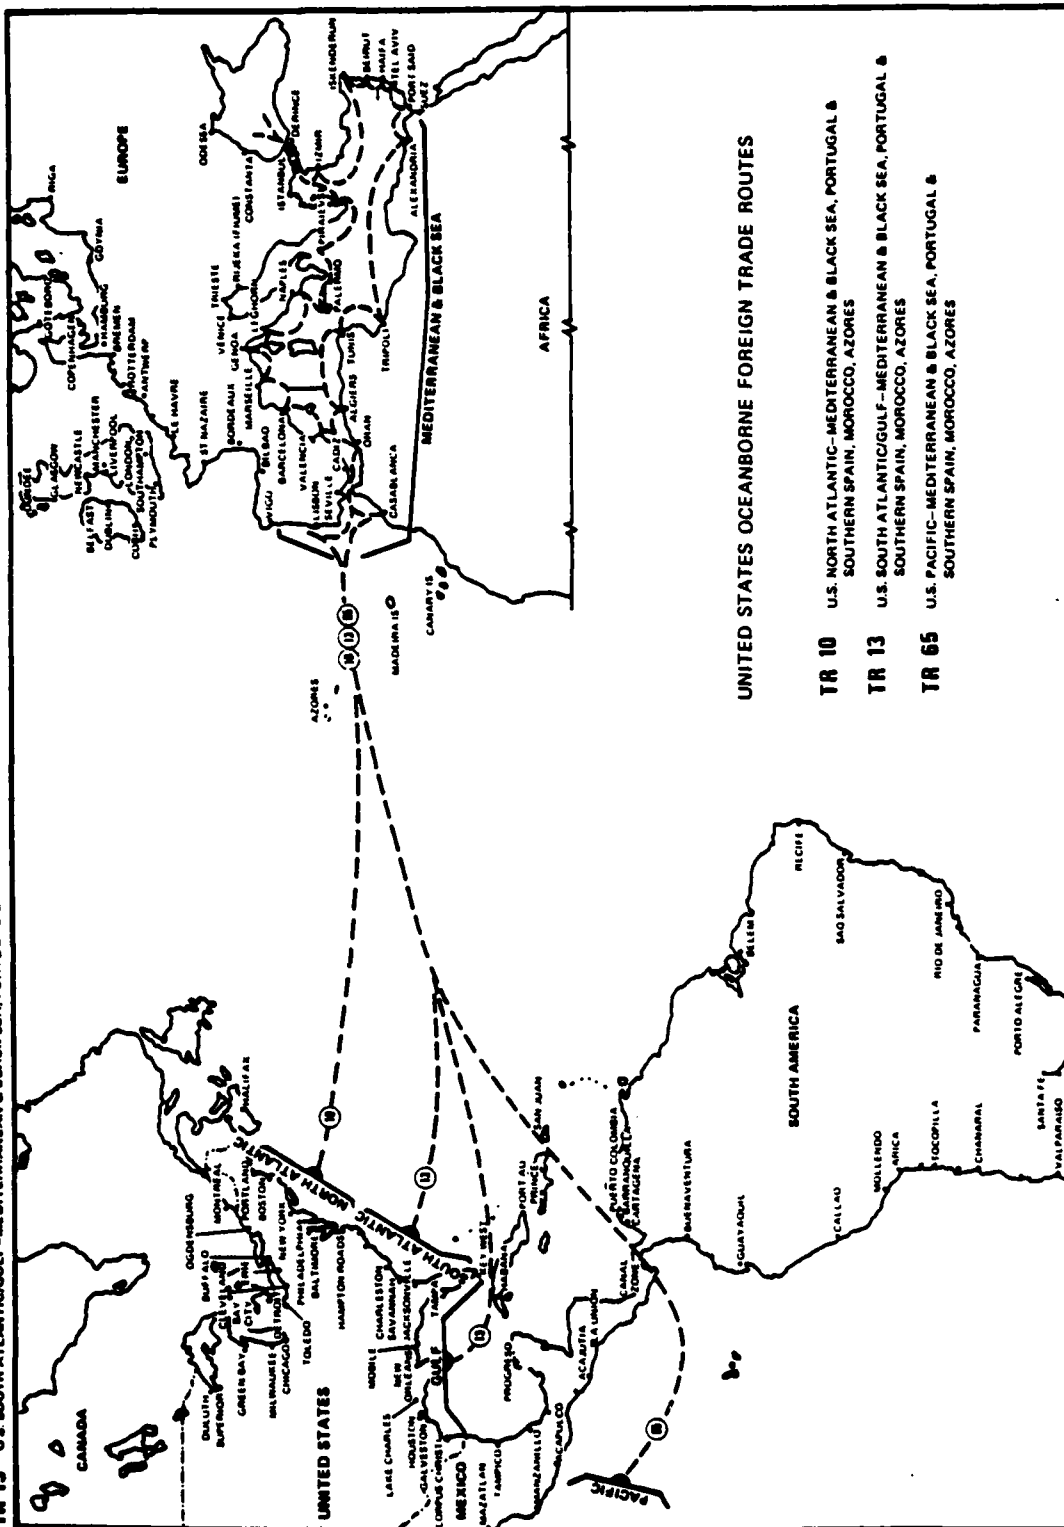 UNITED STATES OCEANBORNE FOREIGN TRADE ROUTES
TR 10 U.S. NORTH ATLANTIC–MEDITERRANEAN & BLACK SEA, PORTUGAL &
SOUTHERN SPAIN, MOROCCO, AZORES
TR 13 U.S. SOUTH ATLANTIC/GULF–MEDITERRANEAN & BLACK SEA, PORTUGAL &
SOUTHERN SPAIN, MOROCCO, AZORES
TR 65 U.S. PACIFIC–MEDITERRANEAN & BLACK SEA, PORTUGAL &
SOUTHERN SPAIN, MOROCCO, AZORES
CANADA
UNITED STATES
MEXICO
DULUTH
SUPERIOR
GREEN BAY
MILWAUKEE
CHICAGO
BAY
CITY
DETROIT
TOLEDO
CLEVELAND
BUFFALO
OGDENSBURG
MONTREAL
PORTLAND
BOSTON
HALIFAX
NEW YORK
PHILADELPHIA
BALTIMORE
HAMPTON ROADS
CHARLESTON
SAVANNAH
JACKSONVILLE
TAMPA
KEY WEST
MOBILE
NEW
ORLEANS
LAKE CHARLES
HOUSTON
GALVESTON
CORPUS CHRISTI
GULF
NORTH ATLANTIC
SOUTH ATLANTIC
PACIFIC
10
13
13
HAVANA
PORT AU
PRINCE
SAN JUAN
MAZATLAN
TAMPICO
MANZANILLO
ACAPULCO
PROGRESO
ACAJUTLA
LA UNION
CANAL
ZONE
PUERTO COLOMBIA
BARRANQUILLA
CARTAGENA
BUENAVENTURA
GUAYAQUIL
CALLAO
MOLLENDO
ARICA
TOCOPILLA
CHANARAL
VALPARAISO
SANTA FE
PORTO ALEGRE
PARANAGUA
RIO DE JANEIRO
SAO SALVADOR
RECIFE
BELEM
SOUTH AMERICA
AZORES
MADEIRA IS
CANARY IS
DUNDEE
GLASGOW
NEWCASTLE
BELFAST
MANCHESTER
DUBLIN
LIVERPOOL
LONDON
SOUTHAMPTON
PLYMOUTH
GOTEBORG
COPENHAGEN
HAMBURG
BREMEN
ROTTERDAM
ANTWERP
LE HAVRE
ST NAZAIRE
BORDEAUX
GDYNIA
RIGA
EUROPE
BILBAO
VIGO
MARSEILLE
BARCELONA
VALENCIA
LISBON
SEVILLE
CADIZ
CASABLANCA
ORAN
ALGIERS
TUNIS
TRIPOLI
GENOA
VENICE
TRIESTE
RIJEKA (FIUME)
LEGHORN
NAPLES
PALERMO
PIRAIEVS
ODESSA
CONSTANTA
ISTANBUL
DERINCE
IZMIR
ISKENDERUN
BEIRUT
HAIFA
TEL AVIV
PORT SAID
SUEZ
ALEXANDRIA
MEDITERRANEAN & BLACK SEA
AFRICA